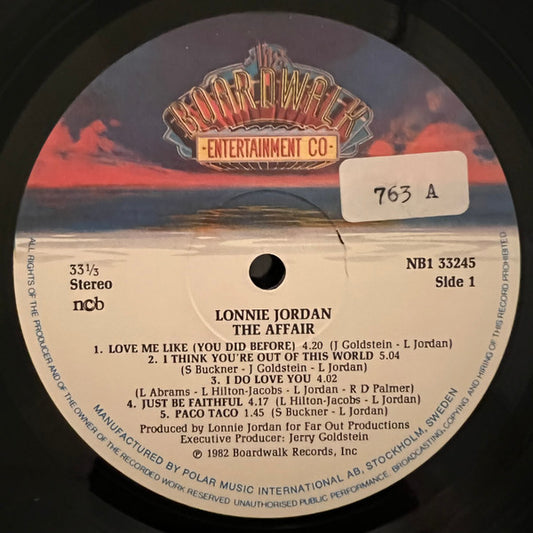 The
BOARDWALK
·ENTERTAINMENT CO·
763 A
33 1/3
Stereo
ncb
NB1 33245
Side 1
LONNIE JORDAN
THE AFFAIR
1. LOVE ME LIKE (YOU DID BEFORE) 4.20 (J Goldstein - L Jordan)
2. I THINK YOU'RE OUT OF THIS WORLD 5.04
(S Buckner - J Goldstein - L Jordan)
3. I DO LOVE YOU 4.02
(L Abrams - L Hilton-Jacobs - L Jordan - R D Palmer)
4. JUST BE FAITHFUL 4.17 (L Hilton-Jacobs - L Jordan)
5. PACO TACO 1.45 (S Buckner - L Jordan)
Produced by Lonnie Jordan for Far Out Productions
Executive Producer: Jerry Goldstein
℗ 1982 Boardwalk Records, Inc
MANUFACTURED BY POLAR MUSIC INTERNATIONAL AB, STOCKHOLM, SWEDEN
ALL RIGHTS OF THE PRODUCER AND OF THE OWNER OF THE RECORDED WORK RESERVED UNAUTHORISED PUBLIC PERFORMANCE, BROADCASTING, COPYING AND HIRING OF THIS RECORD PROHIBITED